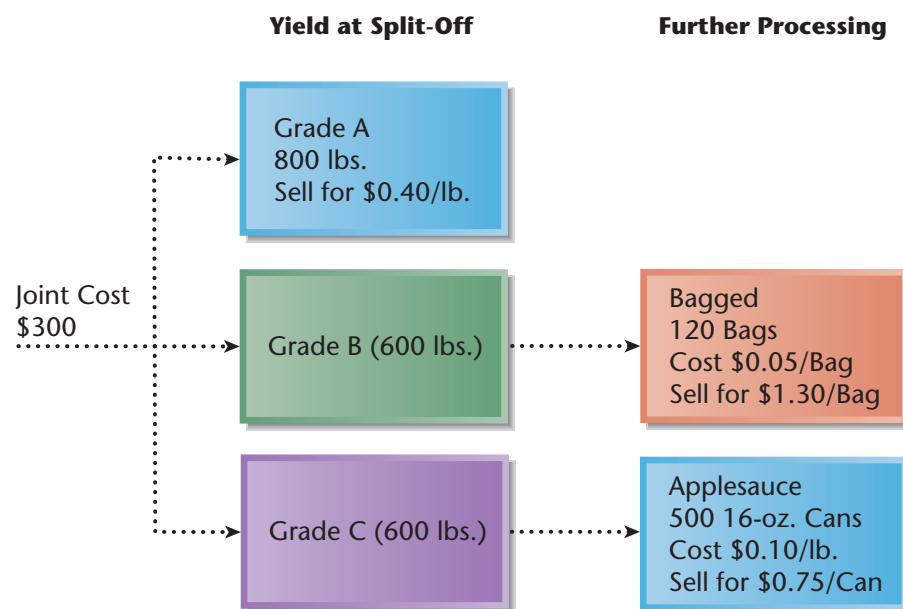 Yield at Split-Off
Further Processing
Grade A
800 lbs.
Sell for $0.40/lb.
Joint Cost
$300
Grade B (600 lbs.)
Bagged
120 Bags
Cost $0.05/Bag
Sell for $1.30/Bag
Grade C (600 lbs.)
Applesauce
500 16-oz. Cans
Cost $0.10/lb.
Sell for $0.75/Can